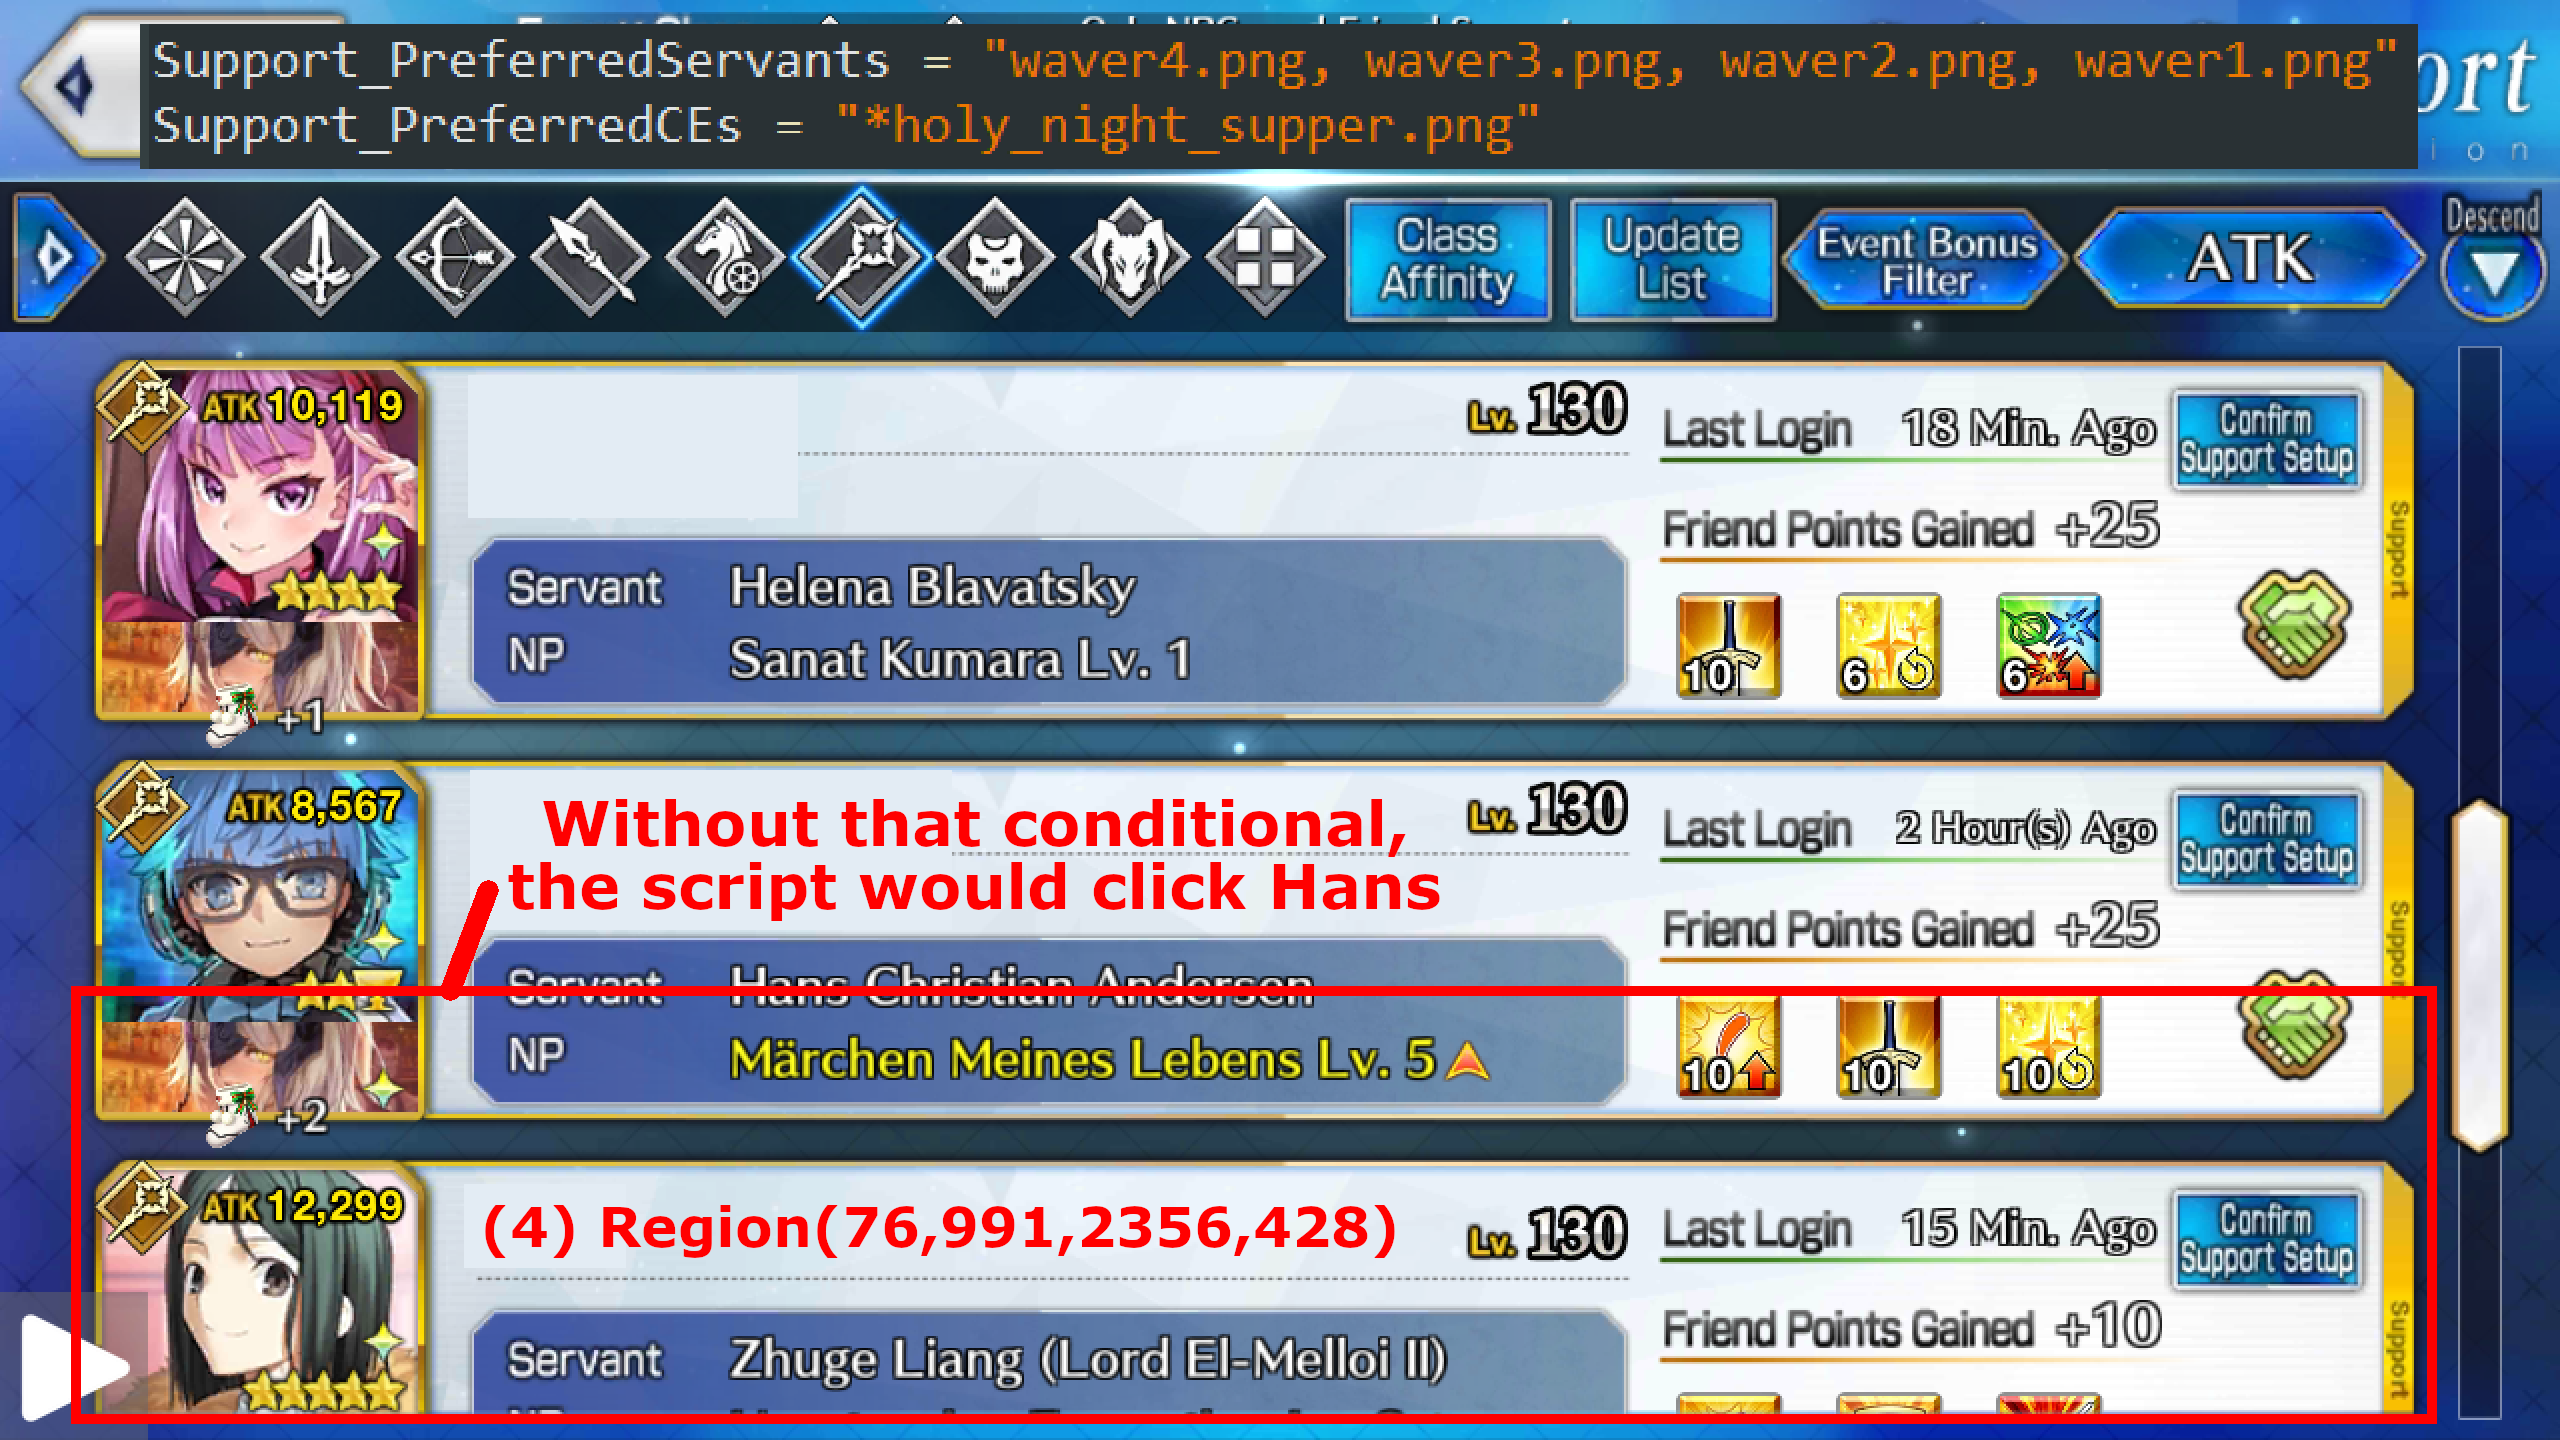 Support_PreferredServants = "waver4.png, waver3.png, waver2.png, waver1.png"
Support_PreferredCEs = "*holy_night_supper.png"
ort
ion
Class Affinity
Update List
Event Bonus Filter
ATK
Descend
ATK 10,119
Lv. 130
Last Login 18 Min. Ago
Confirm Support Setup
Friend Points Gained +25
Support
Servant Helena Blavatsky
NP Sanat Kumara Lv. 1
10 6 6
+1
ATK 8,567
Without that conditional,
the script would click Hans
Lv. 130
Last Login 2 Hour(s) Ago
Confirm Support Setup
Friend Points Gained +25
Support
Servant Hans Christian Andersen
NP Märchen Meines Lebens Lv. 5
10 10 10
+2
ATK 12,299
(4) Region(76,991,2356,428)
Lv. 130
Last Login 15 Min. Ago
Confirm Support Setup
Friend Points Gained +10
Support
Servant Zhuge Liang (Lord El-Melloi II)